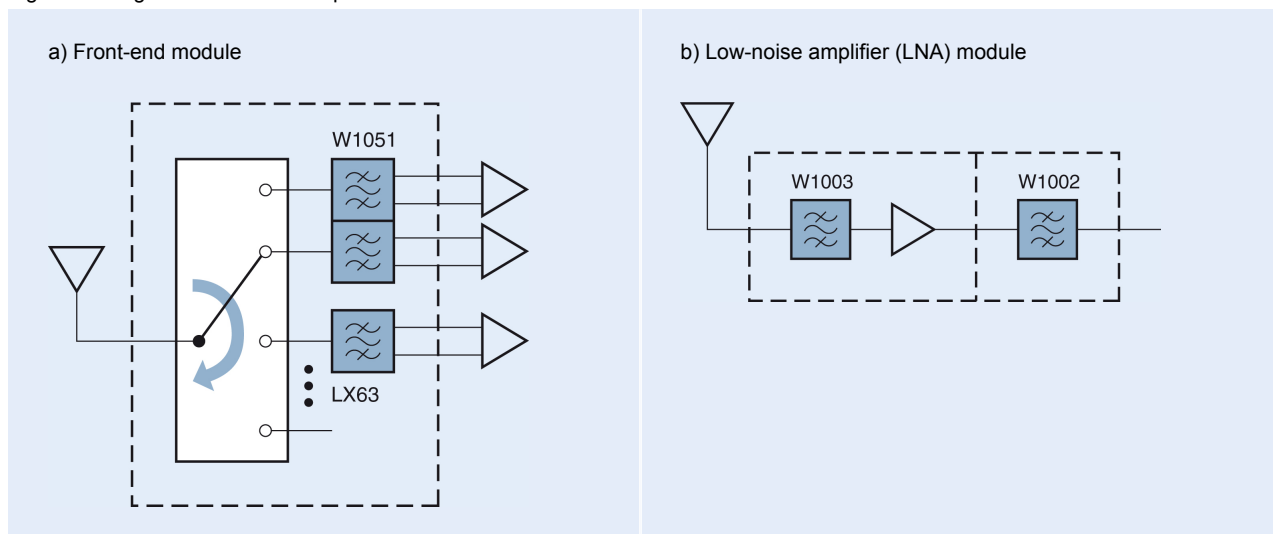 a) Front-end module
W1051
LX63
b) Low-noise amplifier (LNA) module
W1003
W1002